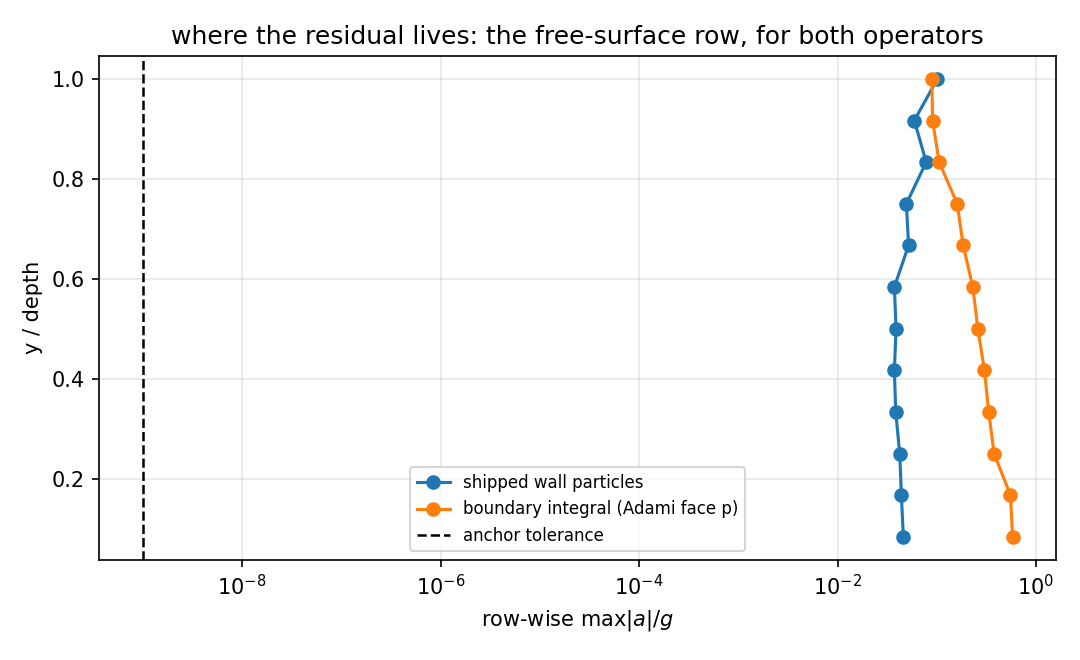 where the residual lives: the free-surface row, for both operators
y / depth
1.0
0.8
0.6
0.4
0.2
shipped wall particles
boundary integral (Adami face p)
anchor tolerance
10⁻⁸ 10⁻⁶ 10⁻⁴ 10⁻² 10⁰
row-wise max|a|/g